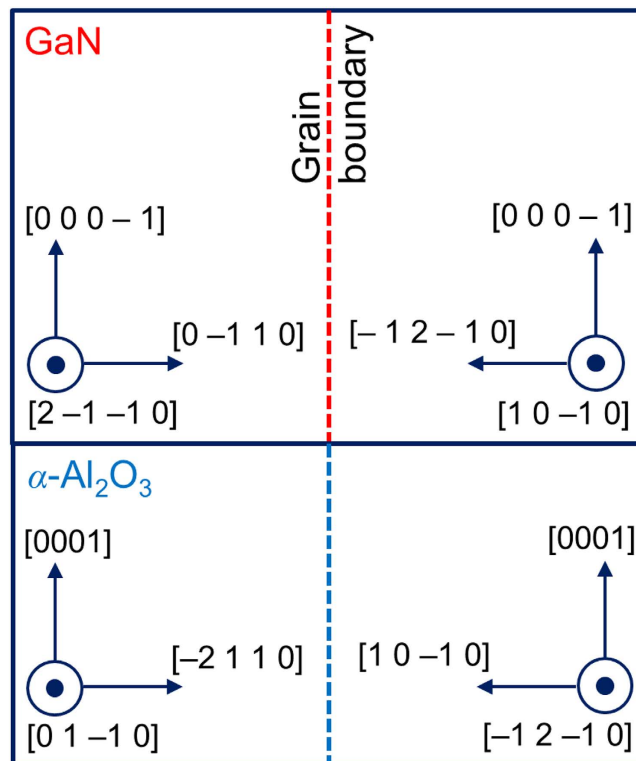 GaN
Grain
boundary
[0 0 0 – 1]
[0 0 0 – 1]
[0 –1 1 0]
[– 1 2 – 1 0]
[2 –1 –1 0]
[1 0 –1 0]
α-Al₂O₃
[0001]
[0001]
[–2 1 1 0]
[1 0 –1 0]
[0 1 –1 0]
[–1 2 –1 0]